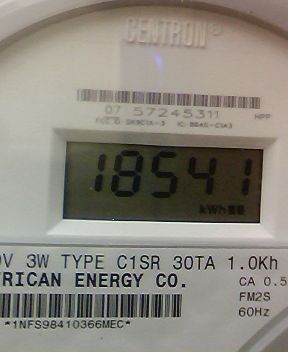 CENTRON®
07 57245311
HPP
18541
kWh
V 3W TYPE C1SR 30TA 1.0Kh
RICAN ENERGY CO.
CA 0.5
FM2S
60Hz
*1NFS98410366MEC*